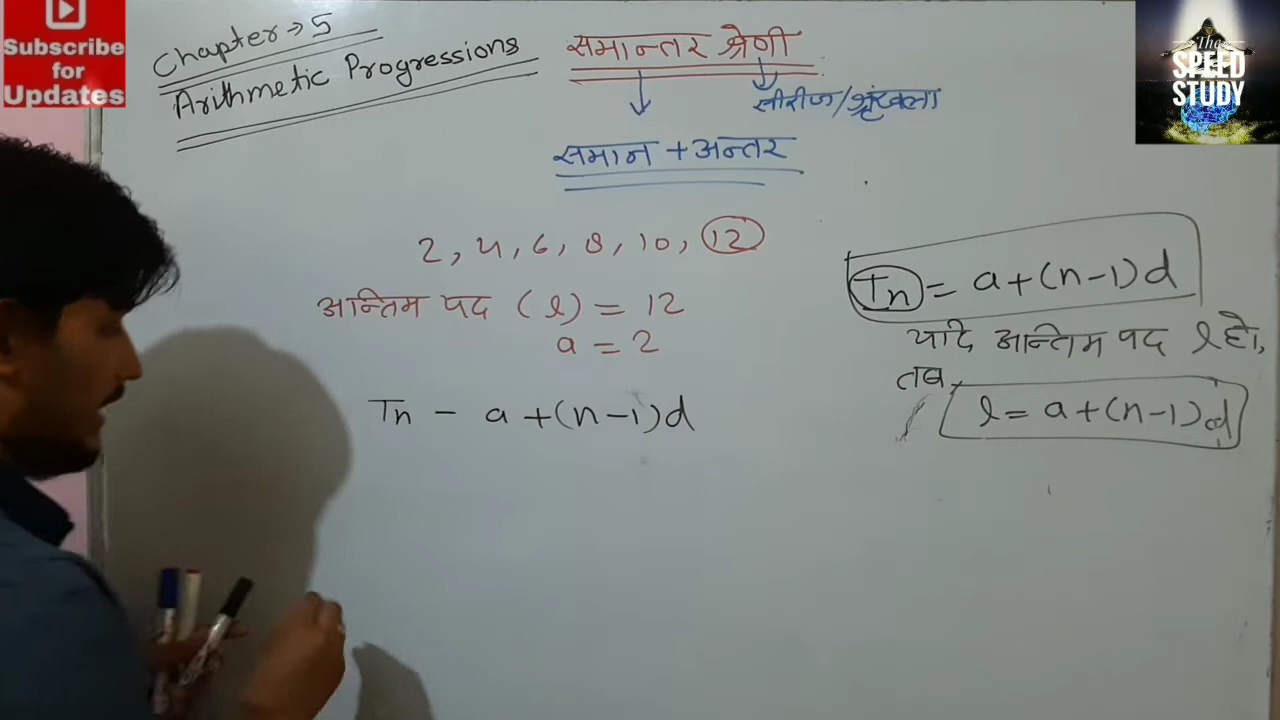 Subscribe
for
Updates
Chapter → 5
Arithmetic Progressions
समान्तर श्रेणी
सीरीज/श्रृंखला
समान + अन्तर
The
SPEED
STUDY
2, 4, 6, 8, 10, 12
अन्तिम पद (l) = 12
a = 2
Tn - a + (n-1)d
Tn = a + (n-1)d
यदि अन्तिम पद l हो,
तब,
l = a + (n-1)d